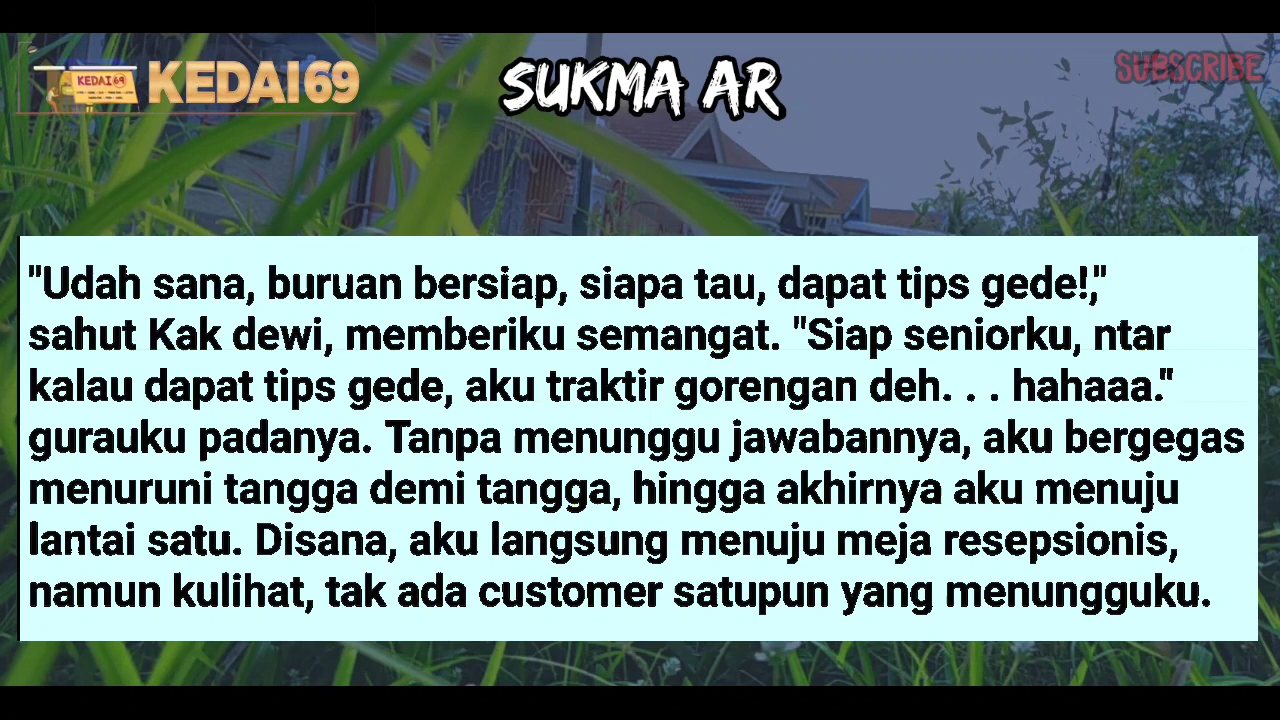 KEDAI69
KEDAI69
SUKMA AR
SUBSCRIBE
"Udah sana, buruan bersiap, siapa tau, dapat tips gede!,"
sahut Kak dewi, memberiku semangat. "Siap seniorku, ntar
kalau dapat tips gede, aku traktir gorengan deh. . . hahaaa."
gurauku padanya. Tanpa menunggu jawabannya, aku bergegas
menuruni tangga demi tangga, hingga akhirnya aku menuju
lantai satu. Disana, aku langsung menuju meja resepsionis,
namun kulihat, tak ada customer satupun yang menungguku.